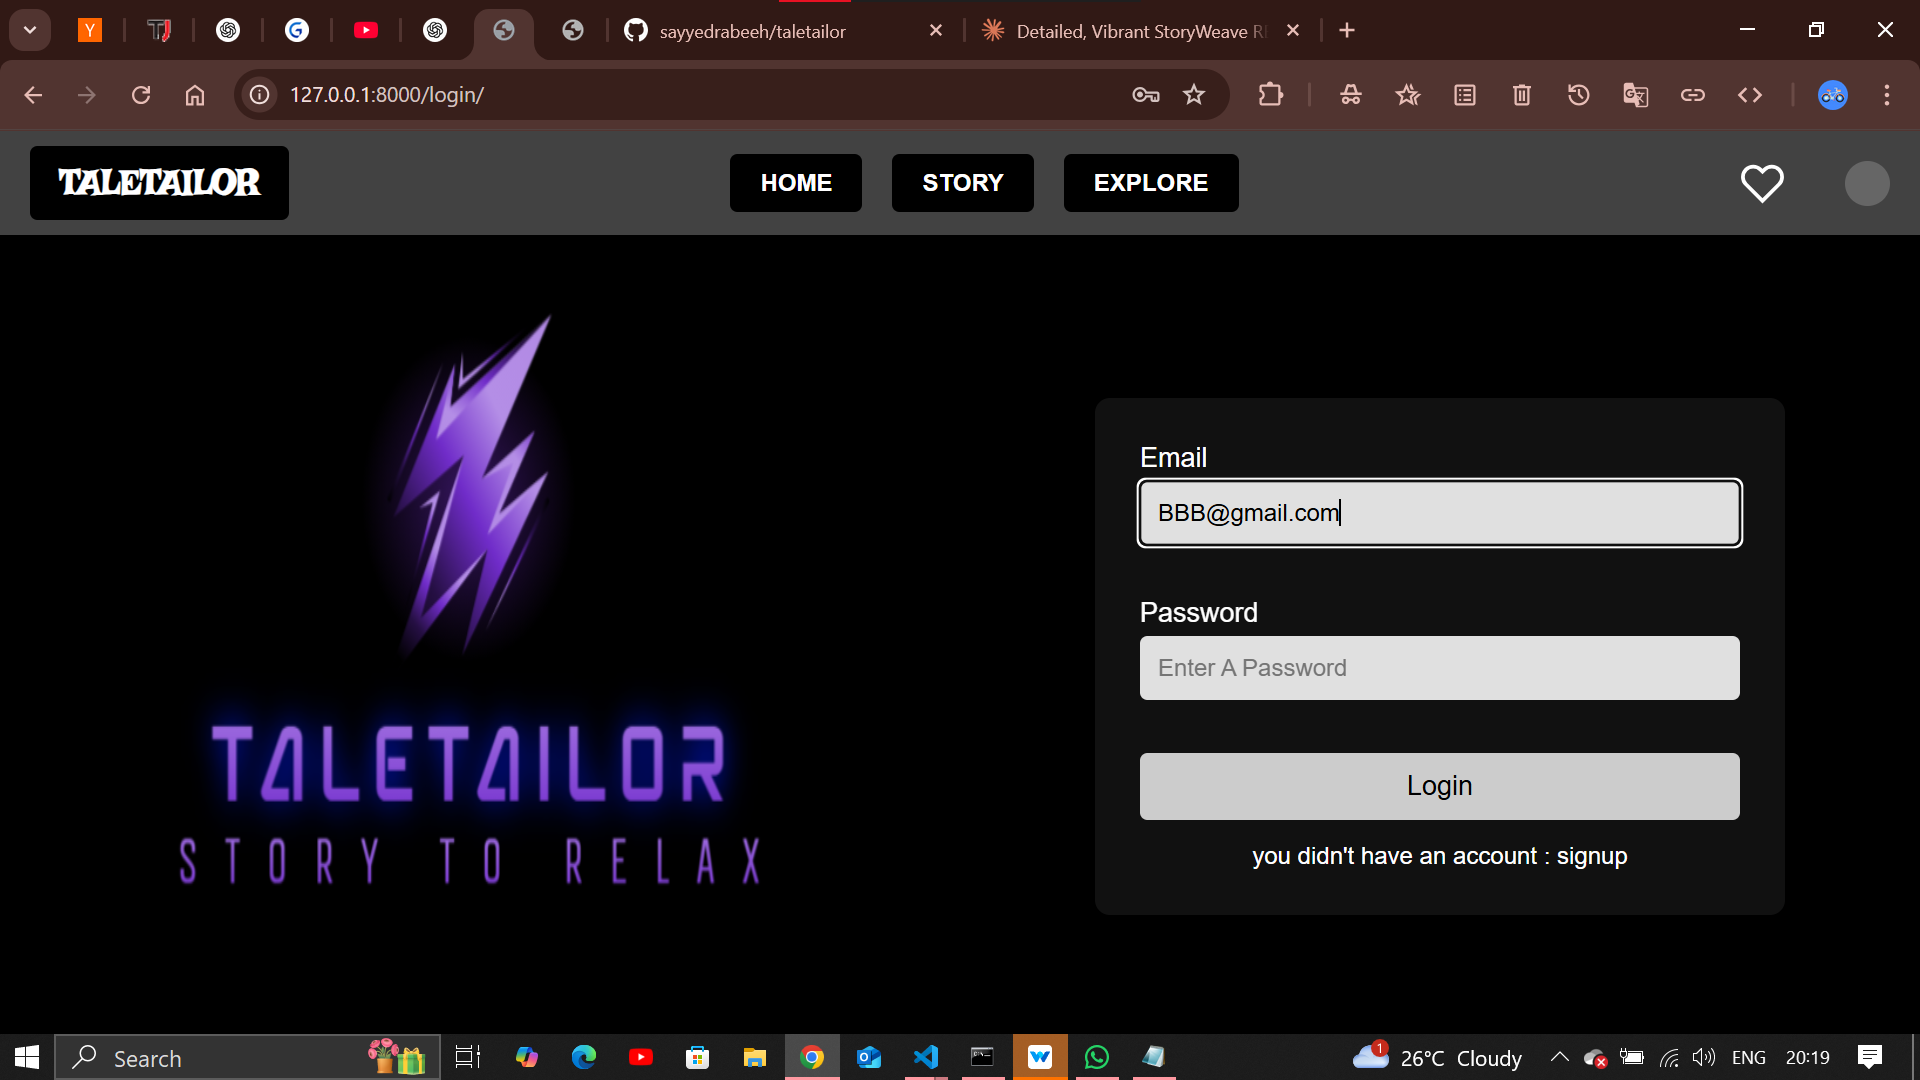 sayyedrabeeh/taletailor
Detailed, Vibrant StoryWeave R
127.0.0.1:8000/login/
TALETAILOR
HOME
STORY
EXPLORE
TALETAILOR
STORY TO RELAX
Email
BBB@gmail.com
Password
Enter A Password
Login
you didn't have an account : signup
Search
1
26°C Cloudy
ENG
20:19